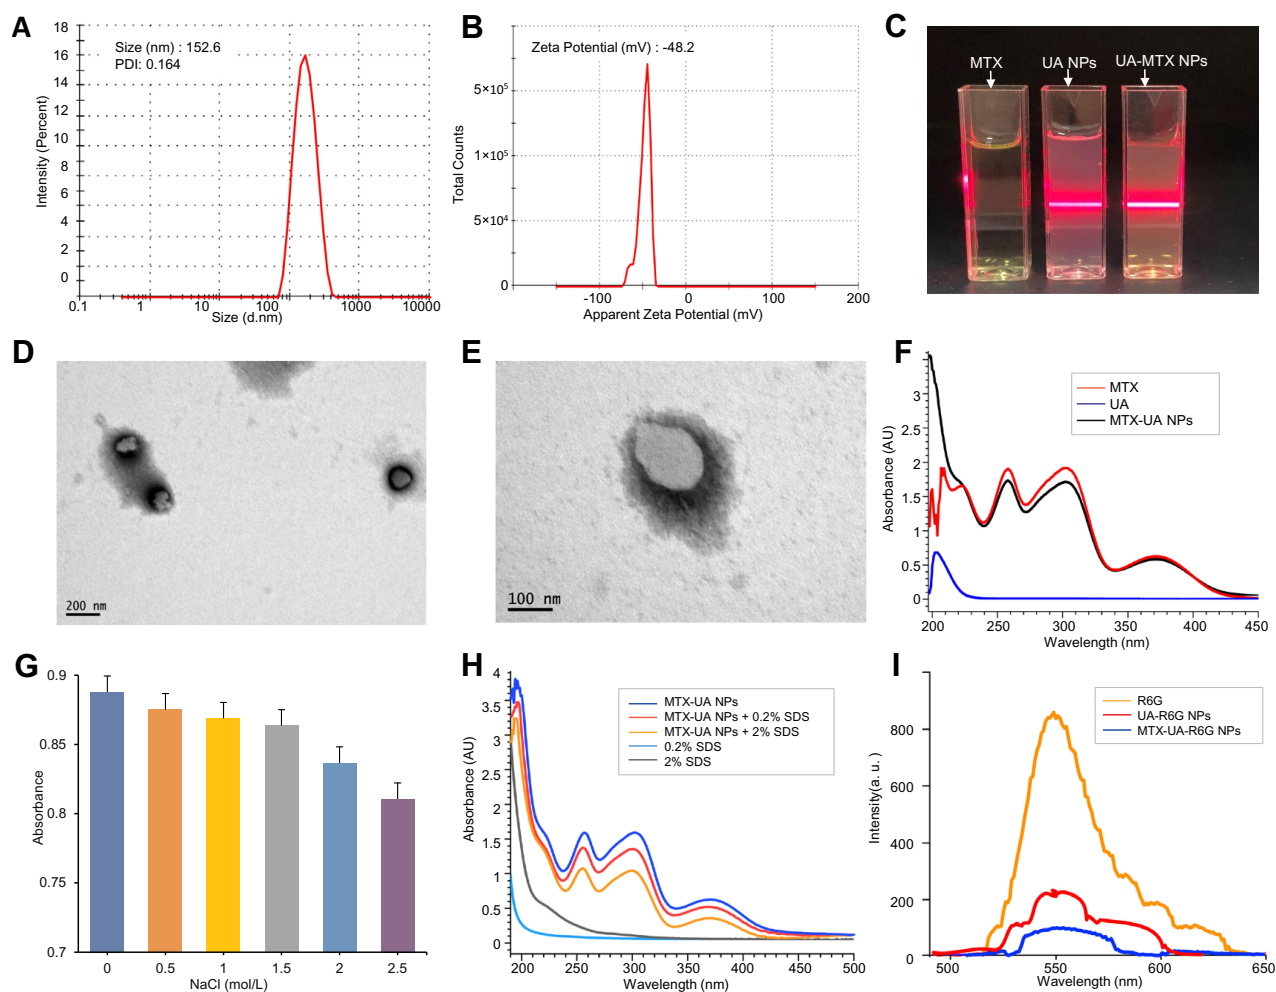 A
18
16
14
12
10
8
6
4
2
0
Intensity (Percent)
Size (nm) : 152.6
PDI: 0.164
0.1
1
10
100
1000
10000
Size (d.nm)
B
Zeta Potential (mV) : -48.2
5×10⁵
1×10⁵
5×10⁴
0
Total Counts
-100
0
100
200
Apparent Zeta Potential (mV)
C
MTX
UA NPs
UA-MTX NPs
D
200 nm
E
100 nm
F
3
2.5
2
1.5
1
0.5
0
Absorbance (AU)
MTX
UA
MTX-UA NPs
200
250
300
350
400
450
Wavelength (nm)
G
0.9
0.85
0.8
0.75
0.7
Absorbance
0
0.5
1
1.5
2
2.5
NaCl (mol/L)
H
4
3.5
3
2.5
2
1.5
1
0.5
0
Absorbance (AU)
MTX-UA NPs
MTX-UA NPs + 0.2% SDS
MTX-UA NPs + 2% SDS
0.2% SDS
2% SDS
200
250
300
350
400
450
500
Wavelength (nm)
I
800
600
400
200
0
Intensity(a. u. )
R6G
UA-R6G NPs
MTX-UA-R6G NPs
500
550
600
650
Wavelength (nm)